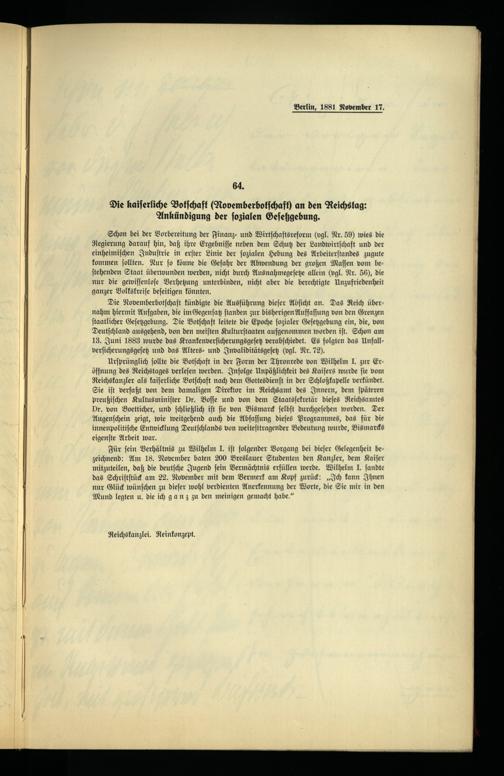 Berlin, 1881 November 17.
64.
Die kaiserliche Botschaft (Novemberbotschaft) an den Reichstag:
Ankündigung der sozialen Gesetzgebung.
Schon bei der Vorbereitung der Finanz- und Wirtschaftsreform (vgl. Nr. 59) wies die
Regierung darauf hin, daß ihre Ergebnisse neben dem Schutz der Landwirtschaft und der
einheimischen Industrie in erster Linie der sozialen Hebung des Arbeiterstandes zugute
kommen sollten. Nur so könne die Gefahr der Abwendung der großen Massen vom be-
stehenden Staat überwunden werden, nicht durch Ausnahmegesetze allein (vgl. Nr. 56), die
nur die gewissenlose Verhetzung unterbinden, nicht aber die berechtigte Unzufriedenheit
ganzer Volkskreise beseitigen könnten.
Die Novemberbotschaft kündigte die Ausführung dieser Absicht an. Das Reich über-
nahm hiermit Aufgaben, die im Gegensatz standen zur bisherigen Auffassung von den Grenzen
staatlicher Gesetzgebung. Die Botschaft leitete die Epoche sozialer Gesetzgebung ein, die, von
Deutschland ausgehend, von den meisten Kulturstaaten aufgenommen worden ist. Schon am
13. Juni 1883 wurde das Krankenversicherungsgesetz verabschiedet. Es folgten das Unfall-
versicherungsgesetz und das Alters- und Invaliditätsgesetz (vgl. Nr. 72).
Ursprünglich sollte die Botschaft in der Form der Thronrede von Wilhelm I. zur Er-
öffnung des Reichstages verlesen werden. Infolge Unpäßlichkeit des Kaisers wurde sie vom
Reichskanzler als kaiserliche Botschaft nach dem Gottesdienst in der Schloßkapelle verkündet.
Sie ist verfaßt von dem damaligen Direktor im Reichsamt des Innern, dem späteren
preußischen Kultusminister Dr. Bosse und von dem Staatssekretär dieses Reichsamtes
Dr. von Bötticher, und schließlich ist sie von Bismarck selbst durchgesehen worden. Der
Augenschein zeigt, wie weitgehend auch die Abfassung dieses Programmes, das für die
innenpolitische Entwicklung Deutschlands von weitesttragender Bedeutung wurde, Bismarcks
eigenste Arbeit war.
Für sein Verhältnis zu Wilhelm I. ist folgender Vorgang bei dieser Gelegenheit be-
zeichnend: Am 18. November baten 200 Breslauer Studenten den Kanzler, dem Kaiser
mitzuteilen, daß die deutsche Jugend sein Vermächtnis erfüllen werde. Wilhelm I. sandte
das Schriftstück am 22. November mit dem Vermerk am Kopf zurück: „Ich kann Ihnen
nur Glück wünschen zu dieser wohl verdienten Anerkennung der Worte, die Sie mir in den
Mund legten u. die ich ganz zu den meinigen gemacht habe.“
Reichskanzlei. Reinkonzept.